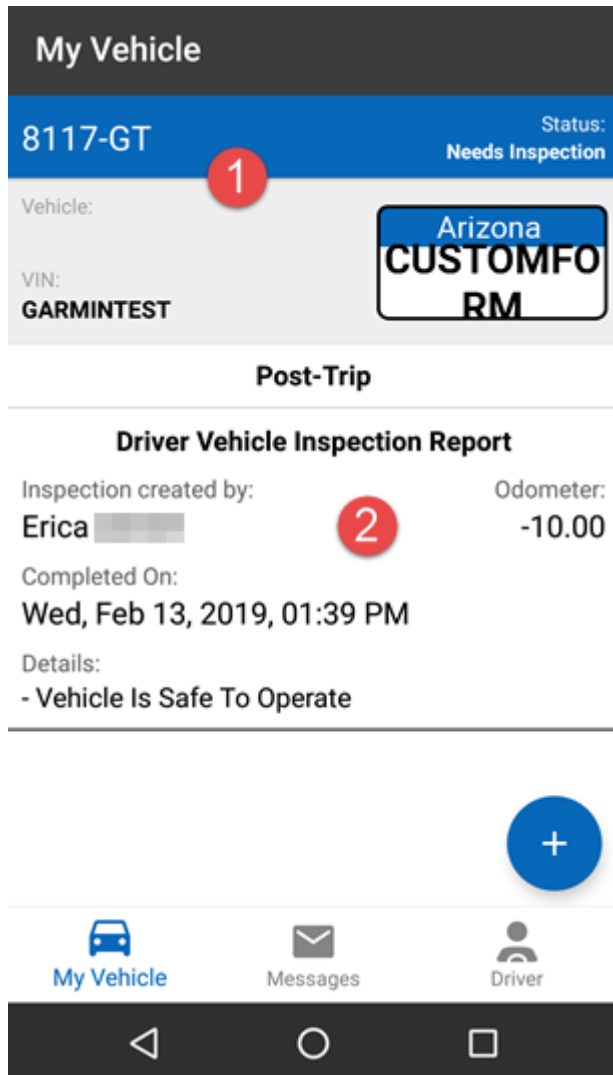 My Vehicle
8117-GT
Status:
Needs Inspection
1
Vehicle:
Arizona
CUSTOMFO
RM
VIN:
GARMINTEST
Post-Trip
Driver Vehicle Inspection Report
Inspection created by:
Odometer:
Erica
2
-10.00
Completed On:
Wed, Feb 13, 2019, 01:39 PM
Details:
- Vehicle Is Safe To Operate
+
My Vehicle
Messages
Driver